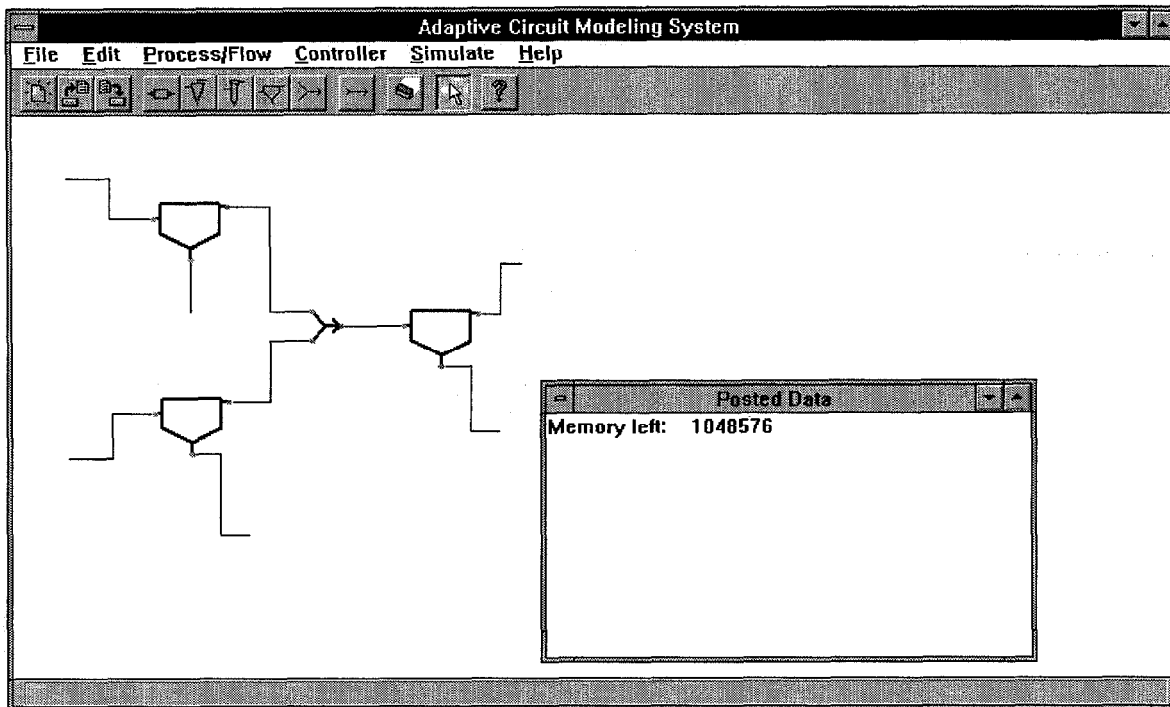 Adaptive Circuit Modeling System
File Edit Process/Flow Controller Simulate Help
?
Posted Data
Memory left: 1048576